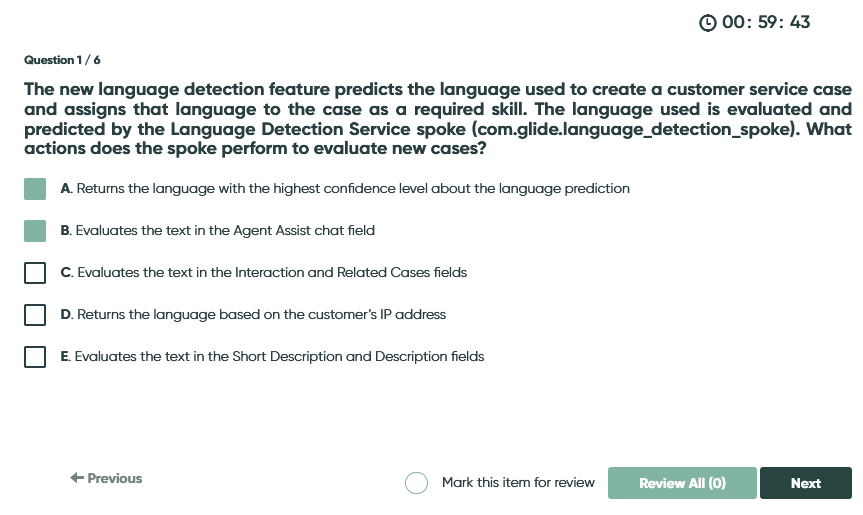 00: 59: 43
Question 1 / 6
The new language detection feature predicts the language used to create a customer service case
and assigns that language to the case as a required skill. The language used is evaluated and
predicted by the Language Detection Service spoke (com.glide.language_detection_spoke). What
actions does the spoke perform to evaluate new cases?
A. Returns the language with the highest confidence level about the language prediction
B. Evaluates the text in the Agent Assist chat field
C. Evaluates the text in the Interaction and Related Cases fields
D. Returns the language based on the customer’s IP address
E. Evaluates the text in the Short Description and Description fields
Previous
Mark this item for review
Review All (0)
Next